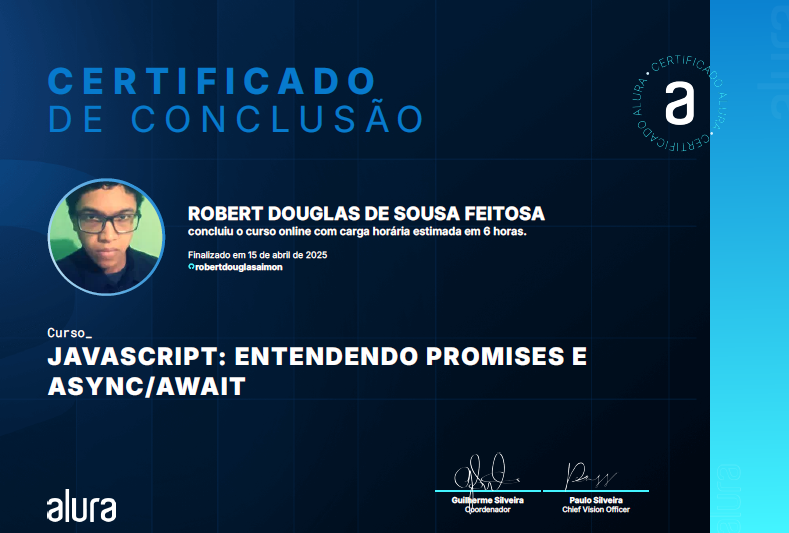 CERTIFICADO
DE CONCLUSÃO
CERTIFICADO ALURA • CERTIFICADO ALURA •
a
alura
ROBERT DOUGLAS DE SOUSA FEITOSA
concluiu o curso online com carga horária estimada em 6 horas.
Finalizado em 15 de abril de 2025
robertdouglasaimon
Curso_
JAVASCRIPT: ENTENDENDO PROMISES E
ASYNC/AWAIT
Guilherme Silveira
Coordenador
Paulo Silveira
Chief Vision Officer
alura
alura